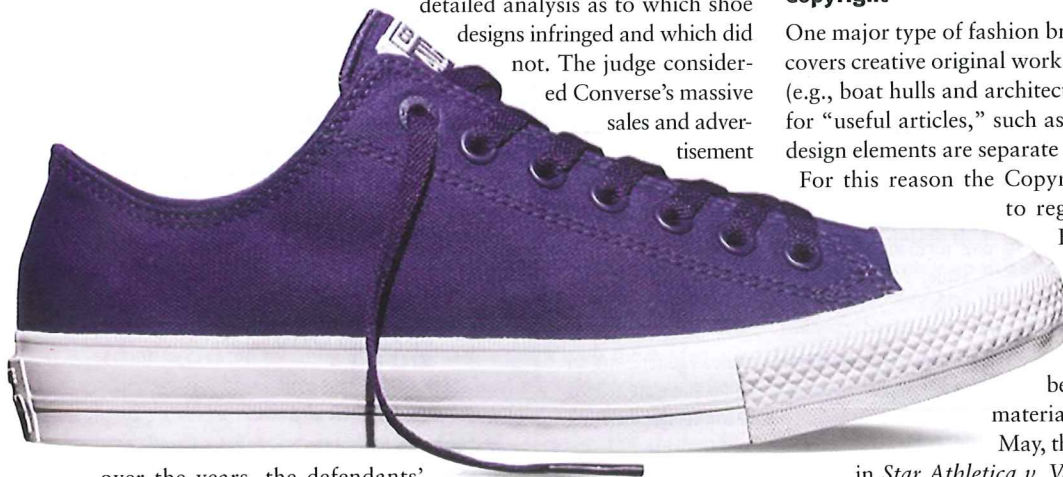 detailed analysis as to which shoe
designs infringed and which did
not. The judge consider-
ed Converse's massive
sales and adver-
tisement
over the years, the defendants'
Copyright
One major type of fashion br
covers creative original work
(e.g., boat hulls and architect
for “useful articles,” such as
design elements are separate
For this reason the Copyr
to reg
be
materia
May, th
in Star Athletica v. V